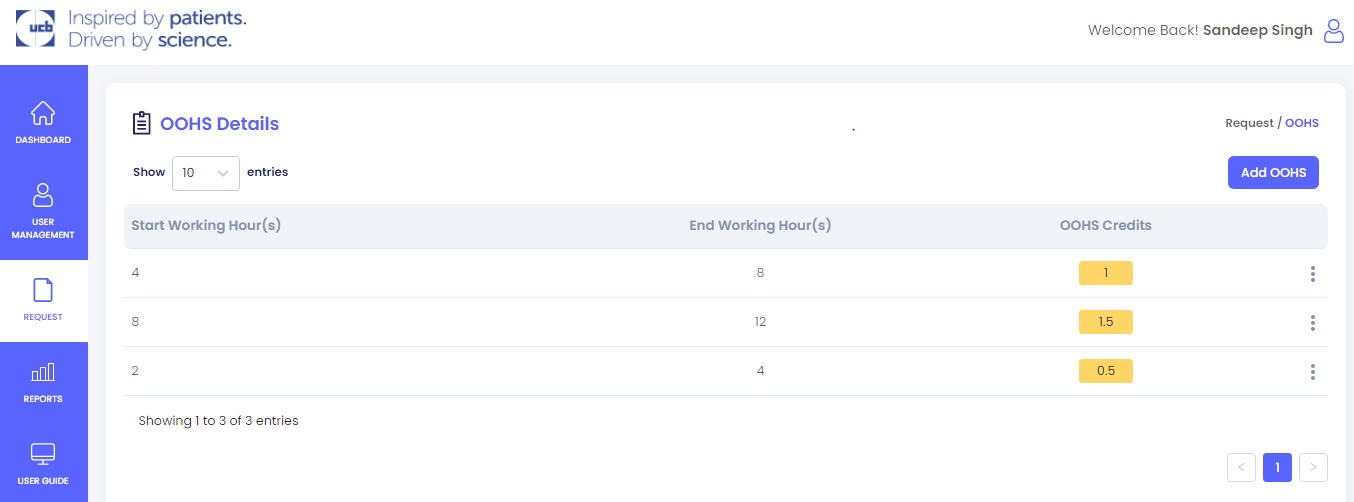 ucb
Inspired by patients.
Driven by science.
Welcome Back! Sandeep Singh
DASHBOARD
USER
MANAGEMENT
REQUEST
REPORTS
USER GUIDE
OOHS Details
.
Request / OOHS
Show 10 entries
Add OOHS
Start Working Hour(s) End Working Hour(s) OOHS Credits
4 8 1
8 12 1.5
2 4 0.5
Showing 1 to 3 of 3 entries
< 1 >